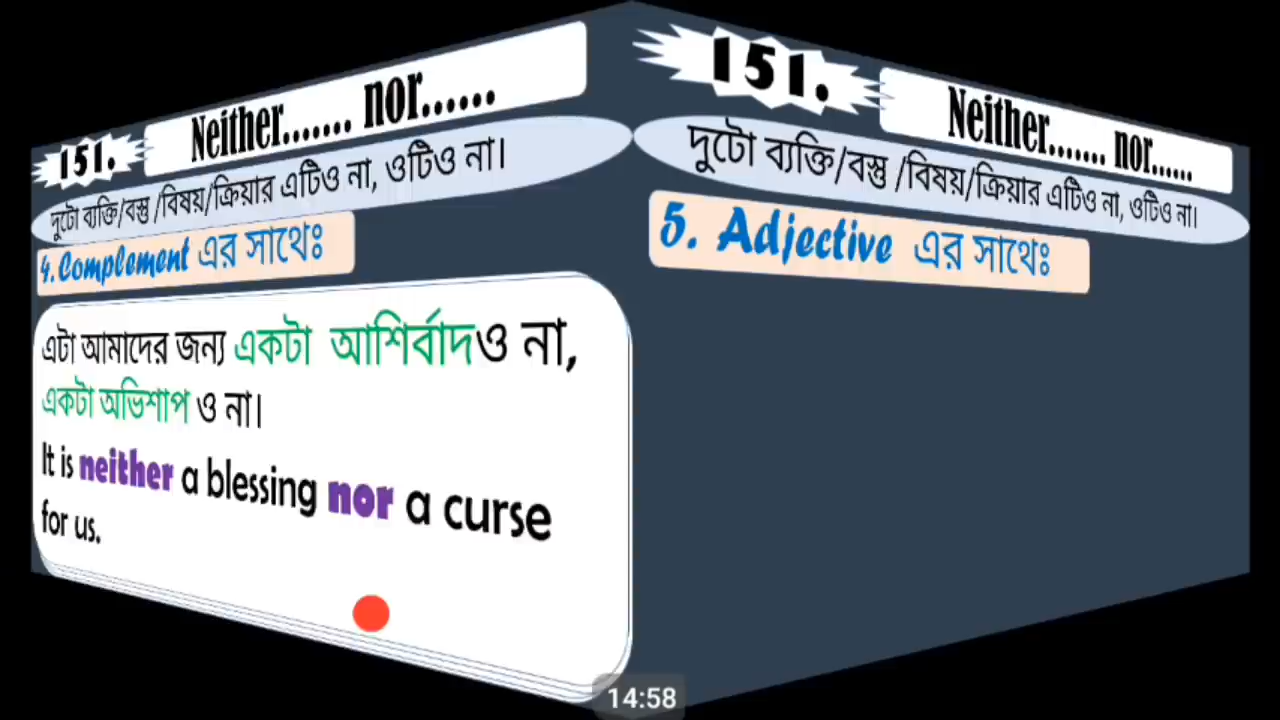 151.
Neither....... nor......
দুটো ব্যক্তি/বস্তু /বিষয়/ক্রিয়ার এটিও না, ওটিও না।
4. Complement এর সাথেঃ
এটা আমাদের জন্য একটা আশির্বাদও না,
একটা অভিশাপ ও না।
It is neither a blessing nor a curse
for us.
151.
Neither....... nor......
দুটো ব্যক্তি/বস্তু /বিষয়/ক্রিয়ার এটিও না, ওটিও না।
5. Adjective এর সাথেঃ
14:58